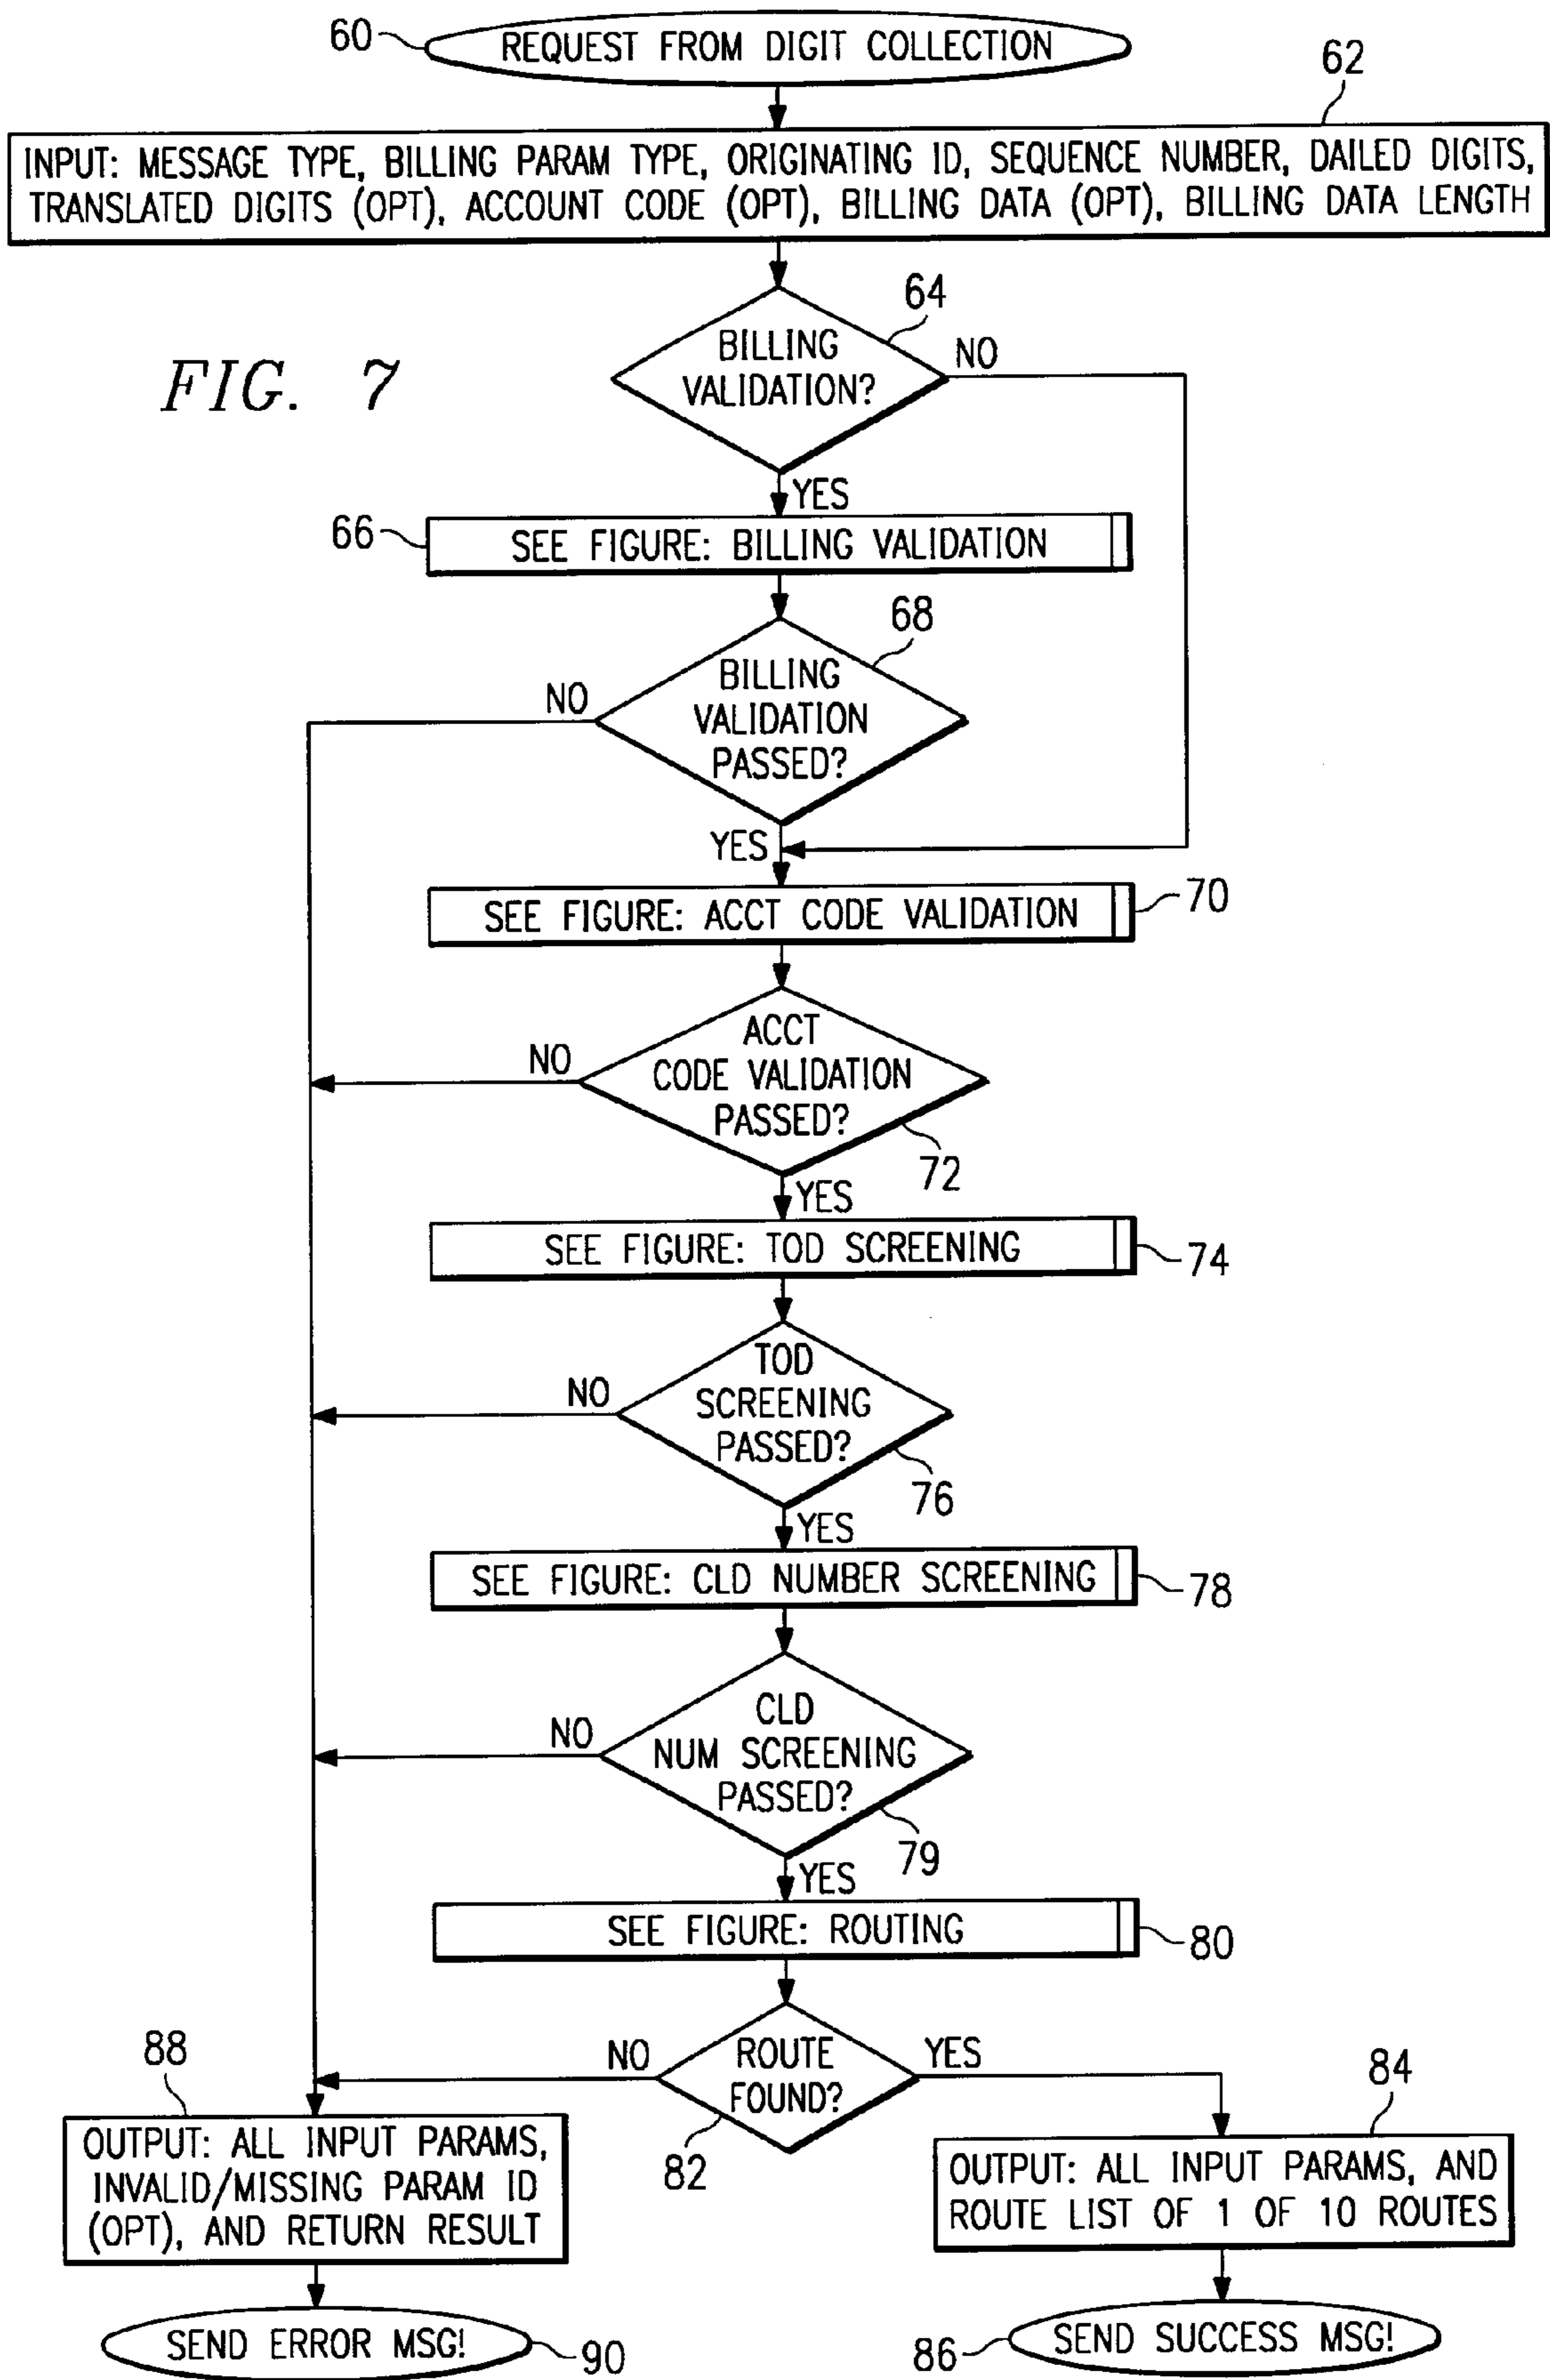 60
REQUEST FROM DIGIT COLLECTION
62
INPUT: MESSAGE TYPE, BILLING PARAM TYPE, ORIGINATING ID, SEQUENCE NUMBER, DAILED DIGITS,
TRANSLATED DIGITS (OPT), ACCOUNT CODE (OPT), BILLING DATA (OPT), BILLING DATA LENGTH
64
BILLING
VALIDATION?
NO
FIG. 7
YES
66
SEE FIGURE: BILLING VALIDATION
68
BILLING
VALIDATION
PASSED?
NO
YES
SEE FIGURE: ACCT CODE VALIDATION
70
ACCT
CODE VALIDATION
PASSED?
NO
72
YES
SEE FIGURE: TOD SCREENING
74
TOD
SCREENING
PASSED?
NO
76
YES
SEE FIGURE: CLD NUMBER SCREENING
78
CLD
NUM SCREENING
PASSED?
NO
79
YES
SEE FIGURE: ROUTING
80
NO
ROUTE
FOUND?
YES
82
88
OUTPUT: ALL INPUT PARAMS,
INVALID/MISSING PARAM ID
(OPT), AND RETURN RESULT
84
OUTPUT: ALL INPUT PARAMS, AND
ROUTE LIST OF 1 OF 10 ROUTES
SEND ERROR MSG!
90
86
SEND SUCCESS MSG!